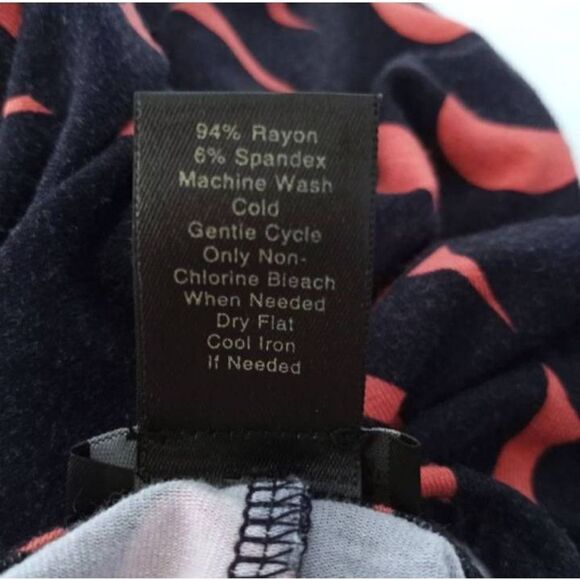 94% Rayon
6% Spandex
Machine Wash
Cold
Gentle Cycle
Only Non-
Chlorine Bleach
When Needed
Dry Flat
Cool Iron
If Needed